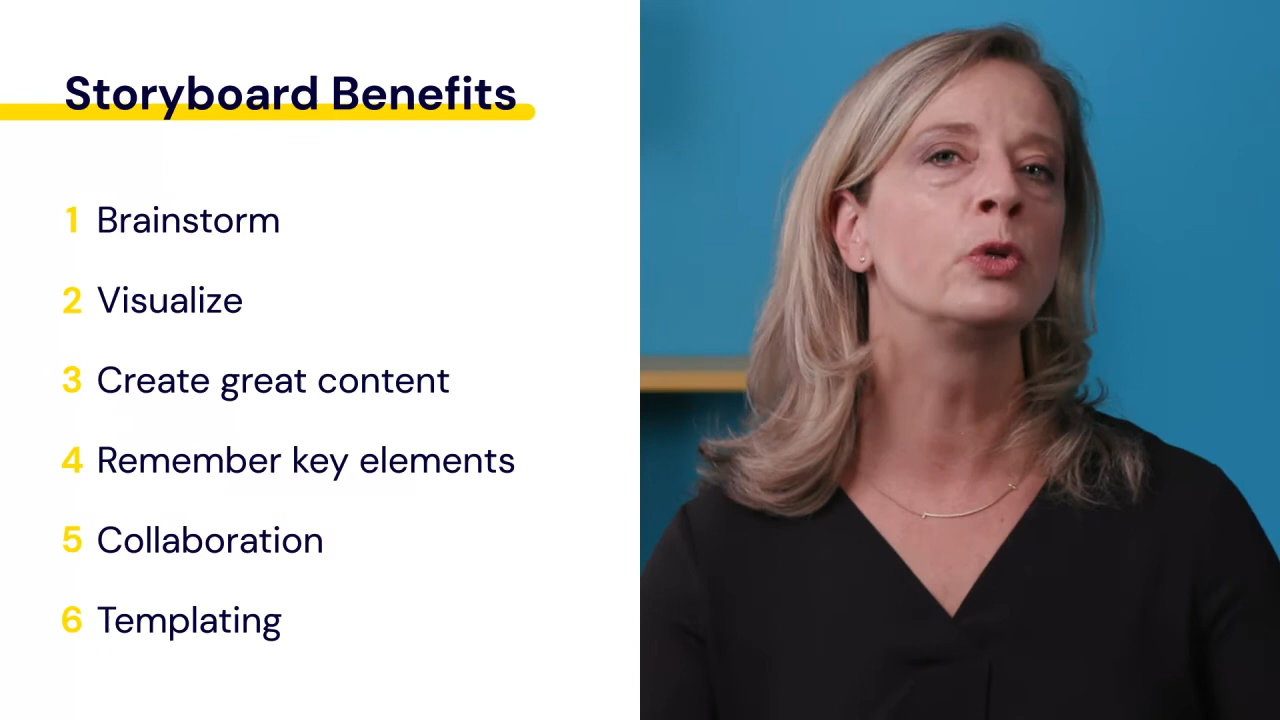 Storyboard Benefits
1 Brainstorm
2 Visualize
3 Create great content
4 Remember key elements
5 Collaboration
6 Templating